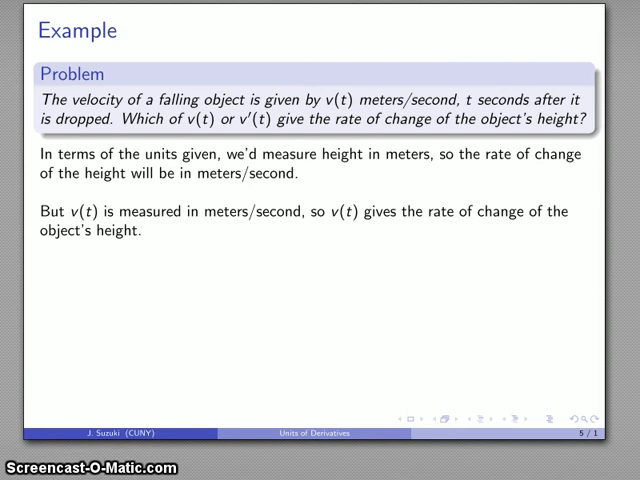 Example
Problem
The velocity of a falling object is given by v(t) meters/second, t seconds after it
is dropped. Which of v(t) or v′(t) give the rate of change of the object's height?
In terms of the units given, we'd measure height in meters, so the rate of change
of the height will be in meters/second.
But v(t) is measured in meters/second, so v(t) gives the rate of change of the
object's height.
J. Suzuki (CUNY) Units of Derivatives 5 / 1
Screencast-O-Matic.com